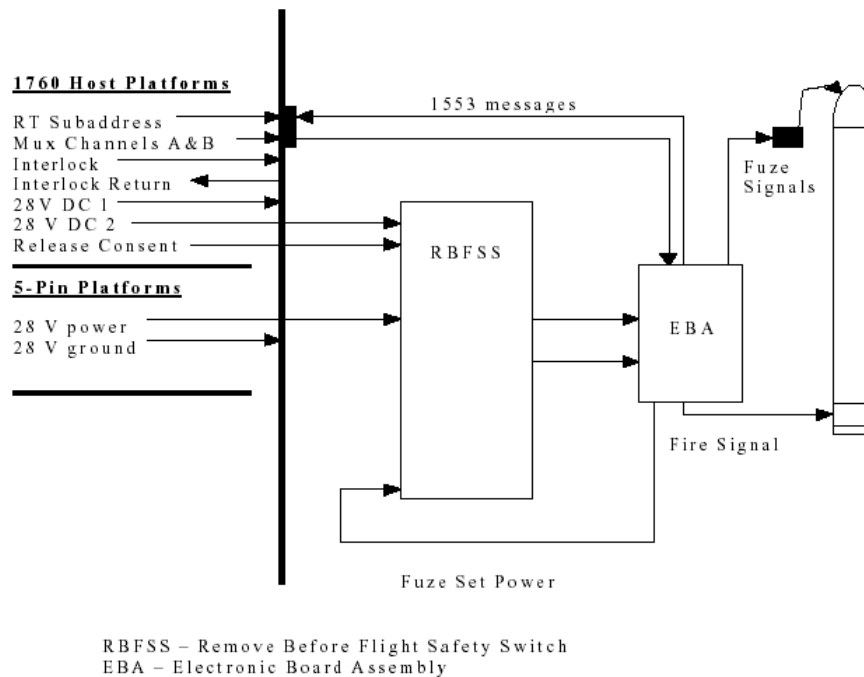 1760 Host Platforms
RT Subaddress
Mux Channels A&B
Interlock
Interlock Return
28V DC 1
28 V DC 2
Release Consent
5-Pin Platforms
28 V power
28 V ground
1553 messages
RBFSS
EBA
Fuze
Signals
Fire Signal
Fuze Set Power
RBFSS – Remove Before Flight Safety Switch
EBA – Electronic Board Assembly